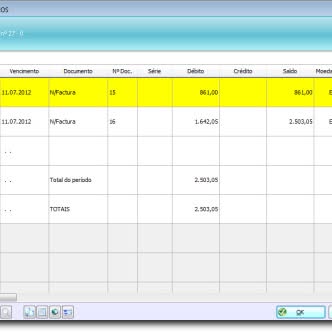 OS
nº 27 - 0
Vencimento Documento Nº Doc. Série Débito Crédito Saldo Moeda
11.07.2012 N/Factura 15 861,00 861,00 E
11.07.2012 N/Factura 16 1.642,05 2.503,05 E
. .
. . Total do período 2.503,05
. . TOTAIS 2.503,05
OK